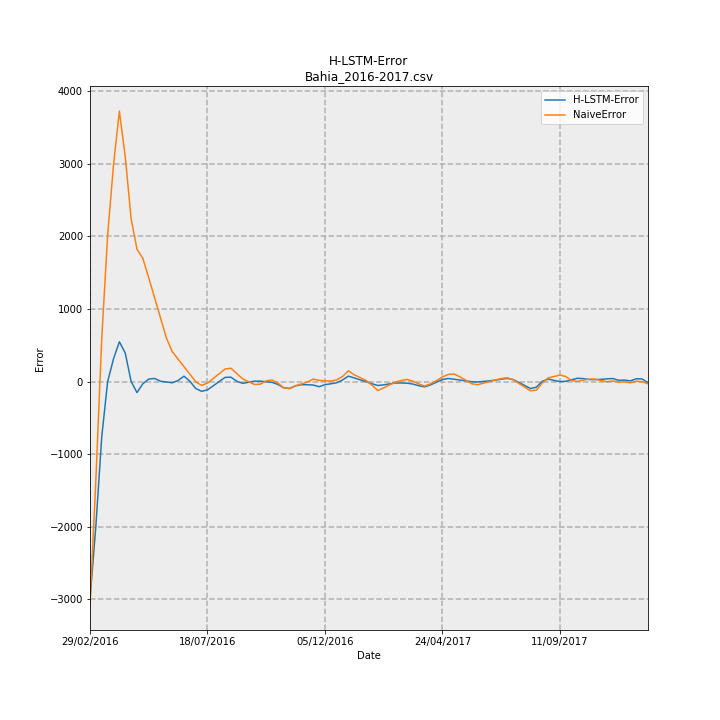 H-LSTM-Error
Bahia_2016-2017.csv
H-LSTM-Error
NaiveError
4000
3000
2000
1000
0
−1000
−2000
−3000
Error
29/02/2016 18/07/2016 05/12/2016 24/04/2017 11/09/2017
Date